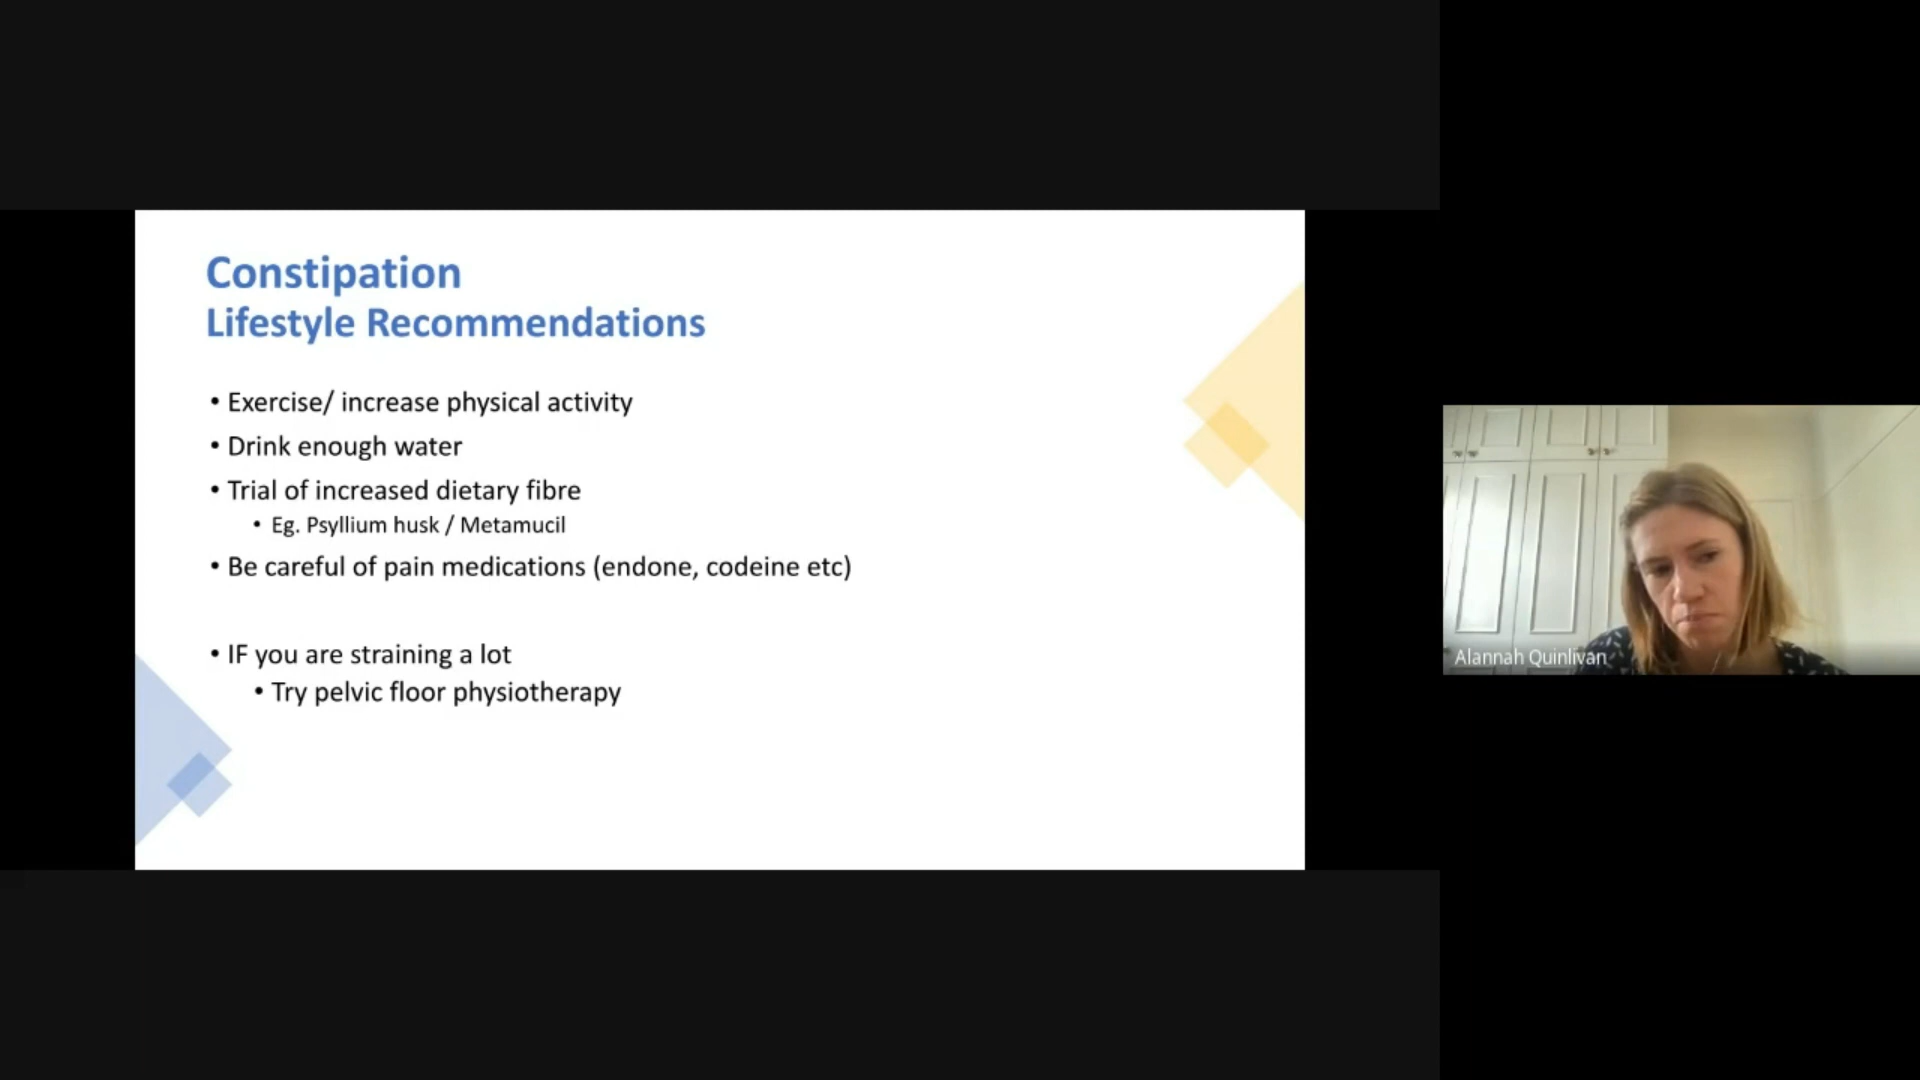 Constipation
Lifestyle Recommendations
• Exercise/ increase physical activity
• Drink enough water
• Trial of increased dietary fibre
• Eg. Psyllium husk / Metamucil
• Be careful of pain medications (endone, codeine etc)
• IF you are straining a lot
• Try pelvic floor physiotherapy
Alannah Quinlivan